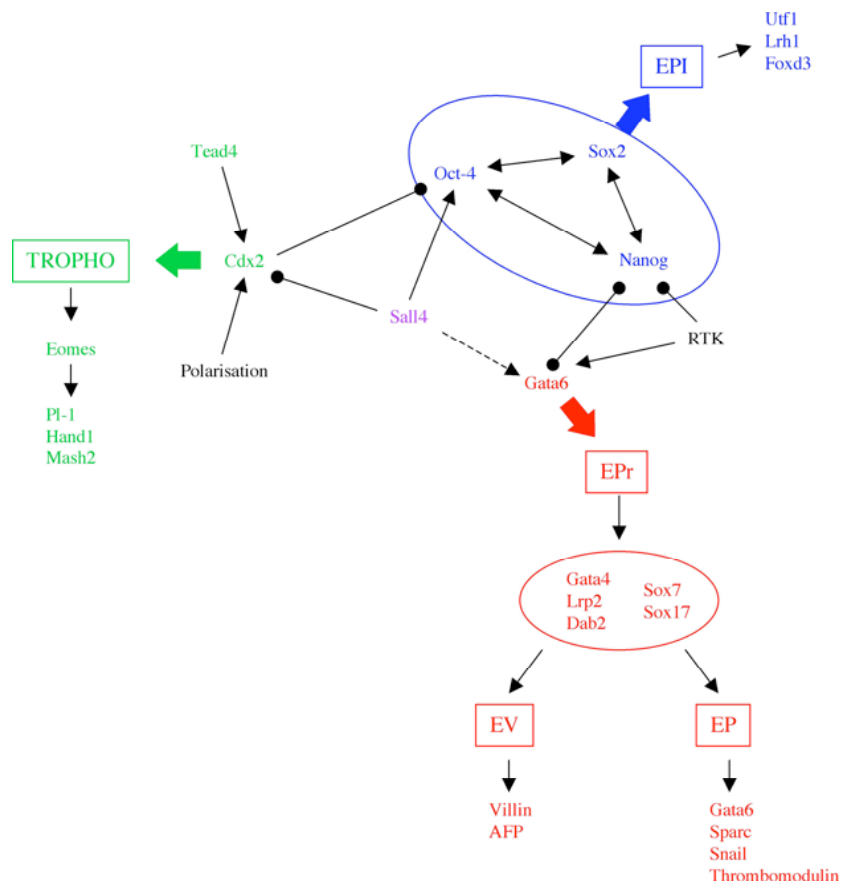 Utf1
Lrh1
Foxd3
EPI
Tead4
Sox2
Oct-4
TROPHO
Cdx2
Nanog
Sall4
RTK
Eomes
Polarisation
Gata6
Pl-1
Hand1
Mash2
EPr
Gata4
Lrp2
Dab2
Sox7
Sox17
EV
EP
Villin
AFP
Gata6
Sparc
Snail
Thrombomodulin